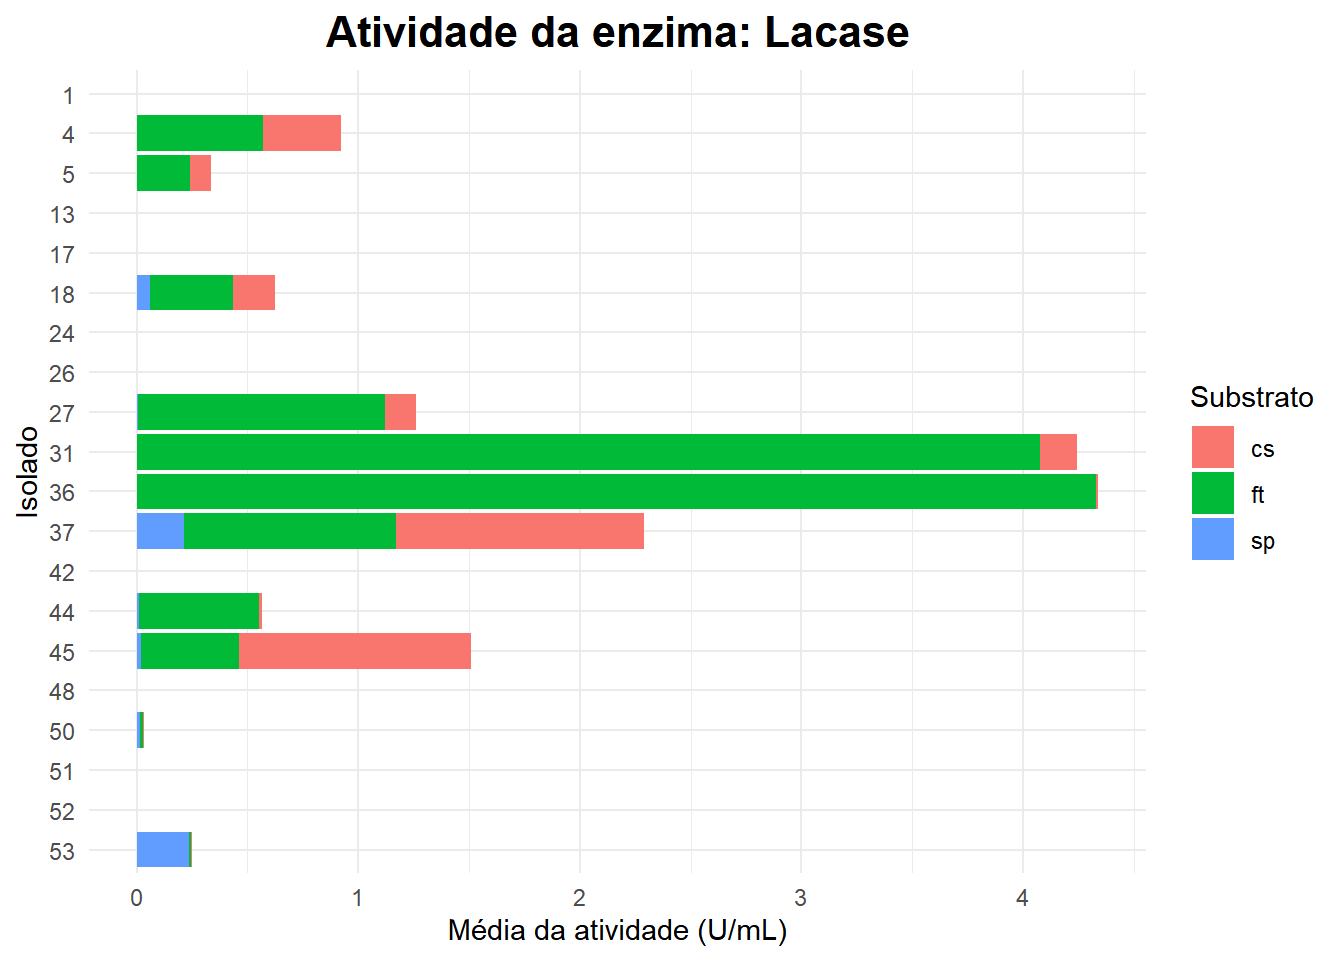 Atividade da enzima: Lacase
Isolado
1
4
5
13
17
18
24
26
27
31
36
37
42
44
45
48
50
51
52
53
0 1 2 3 4
Média da atividade (U/mL)
Substrato
cs
ft
sp